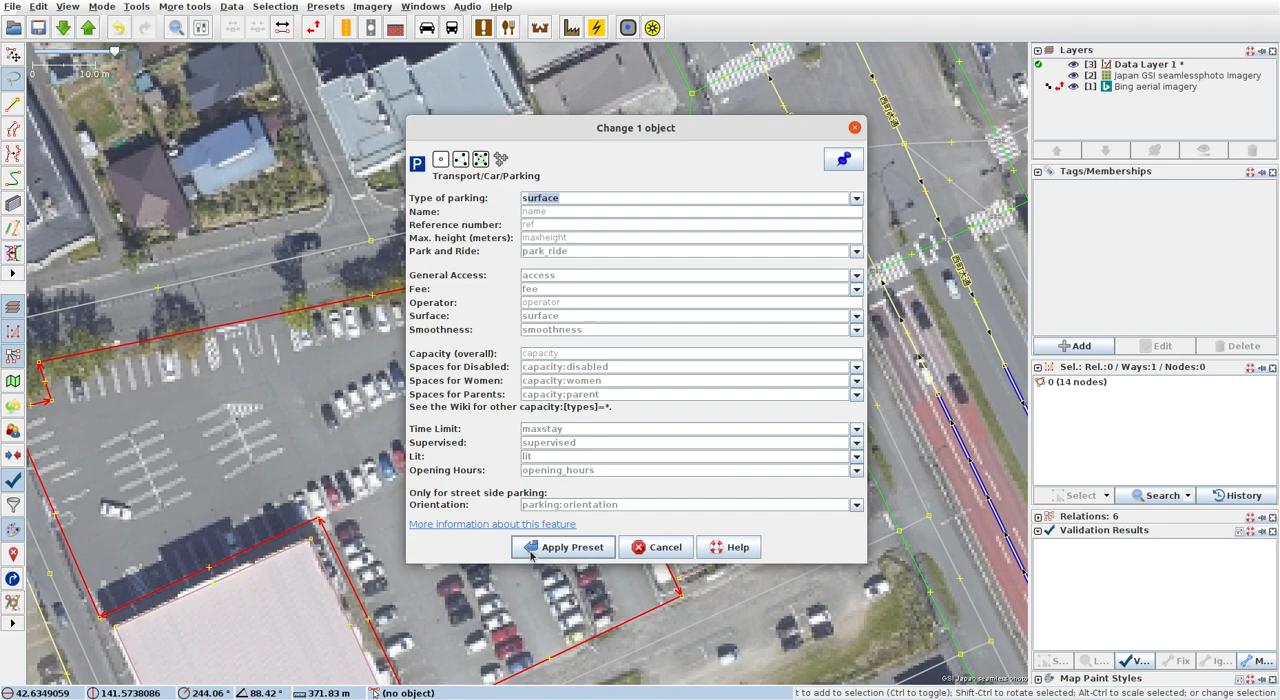 File Edit View Mode Tools More tools Data Selection Presets Imagery Windows Audio Help
0 10.0 m
Layers
[3] Data Layer 1 *
[2] Japan GSI seamlessphoto Imagery
[1] Bing aerial imagery
Tags/Memberships
Add Edit Delete
Sel.: Rel.:0 / Ways:1 / Nodes:0
0 (14 nodes)
Select Search History
Relations: 6
Validation Results
S... L... V... Fix Ig... M...
Map Paint Styles
Change 1 object
P
Transport/Car/Parking
Type of parking: surface
Name: name
Reference number: ref
Max. height (meters): maxheight
Park and Ride: park_ride
General Access: access
Fee: fee
Operator: operator
Surface: surface
Smoothness: smoothness
Capacity (overall): capacity
Spaces for Disabled: capacity:disabled
Spaces for Women: capacity:women
Spaces for Parents: capacity:parent
See the Wiki for other capacity:[types]=*.
Time Limit: maxstay
Supervised: supervised
Lit: lit
Opening Hours: opening_hours
Only for street side parking:
Orientation: parking:orientation
More information about this feature
Apply Preset Cancel Help
GSI Japan seamless photo
42.6349059 141.5738086 244.06 ° 88.42 ° 371.83 m (no object) t to add to selection (Ctrl to toggle); Shift-Ctrl to rotate selected; Alt-Ctrl to scale selected; or change selection